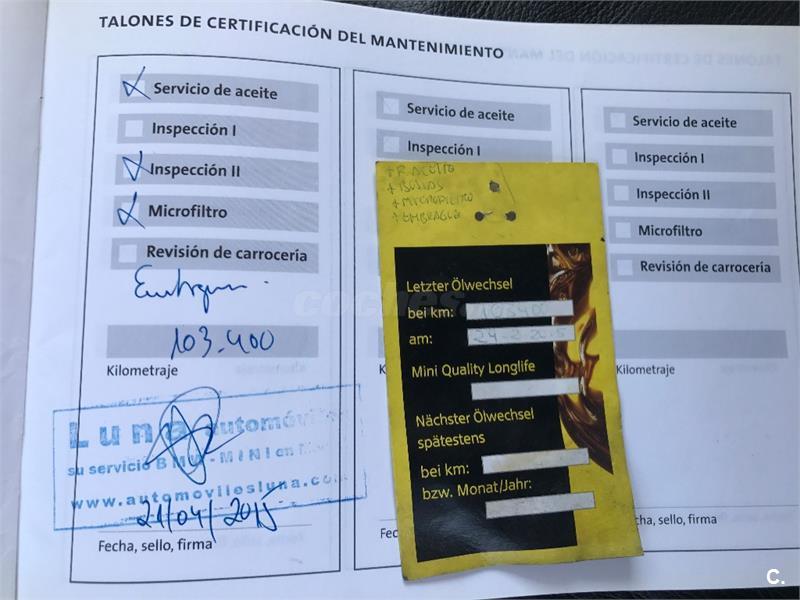 TALONES DE CERTIFICACIÓN DEL MANTENIMIENTO
Servicio de aceite
Inspección I
Inspección II
Microfiltro
Revisión de carrocería
103.400
Kilometraje
Luna automóviles
su servicio BMW - MINI en
www.automovilesluna.com
21/04/2015
Fecha, sello, firma
Servicio de aceite
Inspección I
+ EMBRAGUE
Letzter Ölwechsel
bei km:
am:
Mini Quality Longlife
Nächster Ölwechsel
spätestens
bei km:
bzw. Monat/Jahr:
Servicio de aceite
Inspección I
Inspección II
Microfiltro
Revisión de carrocería
Kilometraje
sello, firma
coches
C.